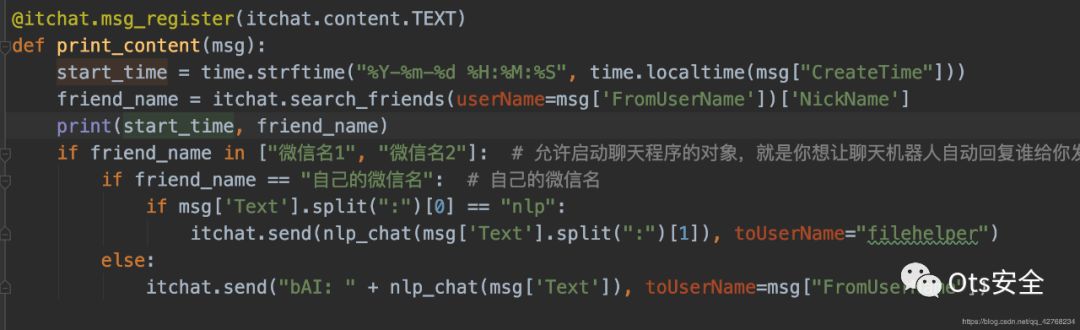 @itchat.msg_register(itchat.content.TEXT)
def print_content(msg):
start_time = time.strftime("%Y-%m-%d %H:%M:%S", time.localtime(msg["CreateTime"]))
friend_name = itchat.search_friends(userName=msg['FromUserName'])['NickName']
print(start_time, friend_name)
if friend_name in ["微信名1", "微信名2"]:  # 允许启动聊天程序的对象，就是你想让聊天机器人自动回复谁给你发
if friend_name == "自己的微信名":  # 自己的微信名
if msg['Text'].split(":")[0] == "nlp":
itchat.send(nlp_chat(msg['Text'].split(":")[1]), toUserName="filehelper")
else:
itchat.send("bAI: " + nlp_chat(msg['Text']), toUserName=msg["FromUser
Ots安全
https://blog.csdn.net/qq_42768234